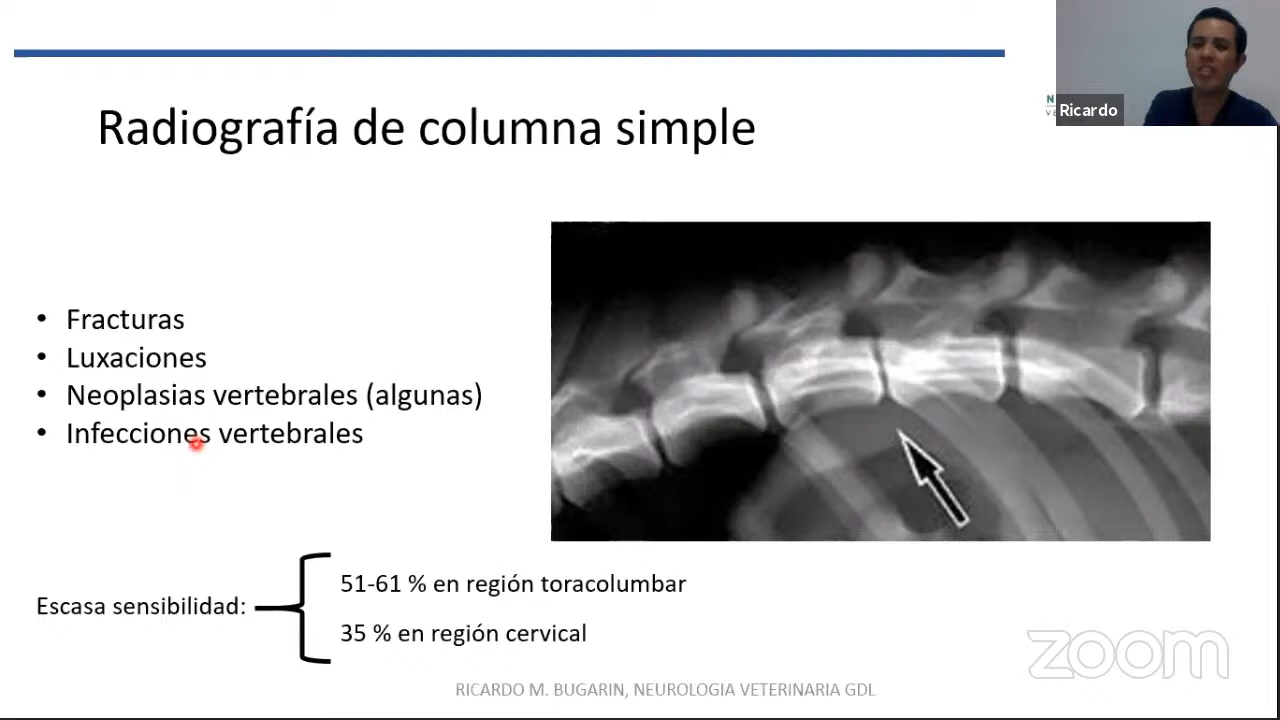 Ricardo
Radiografía de columna simple
• Fracturas
• Luxaciones
• Neoplasias vertebrales (algunas)
• Infecciones vertebrales
Escasa sensibilidad:
51-61 % en región toracolumbar
35 % en región cervical
zoom
RICARDO M. BUGARIN, NEUROLOGIA VETERINARIA GDL